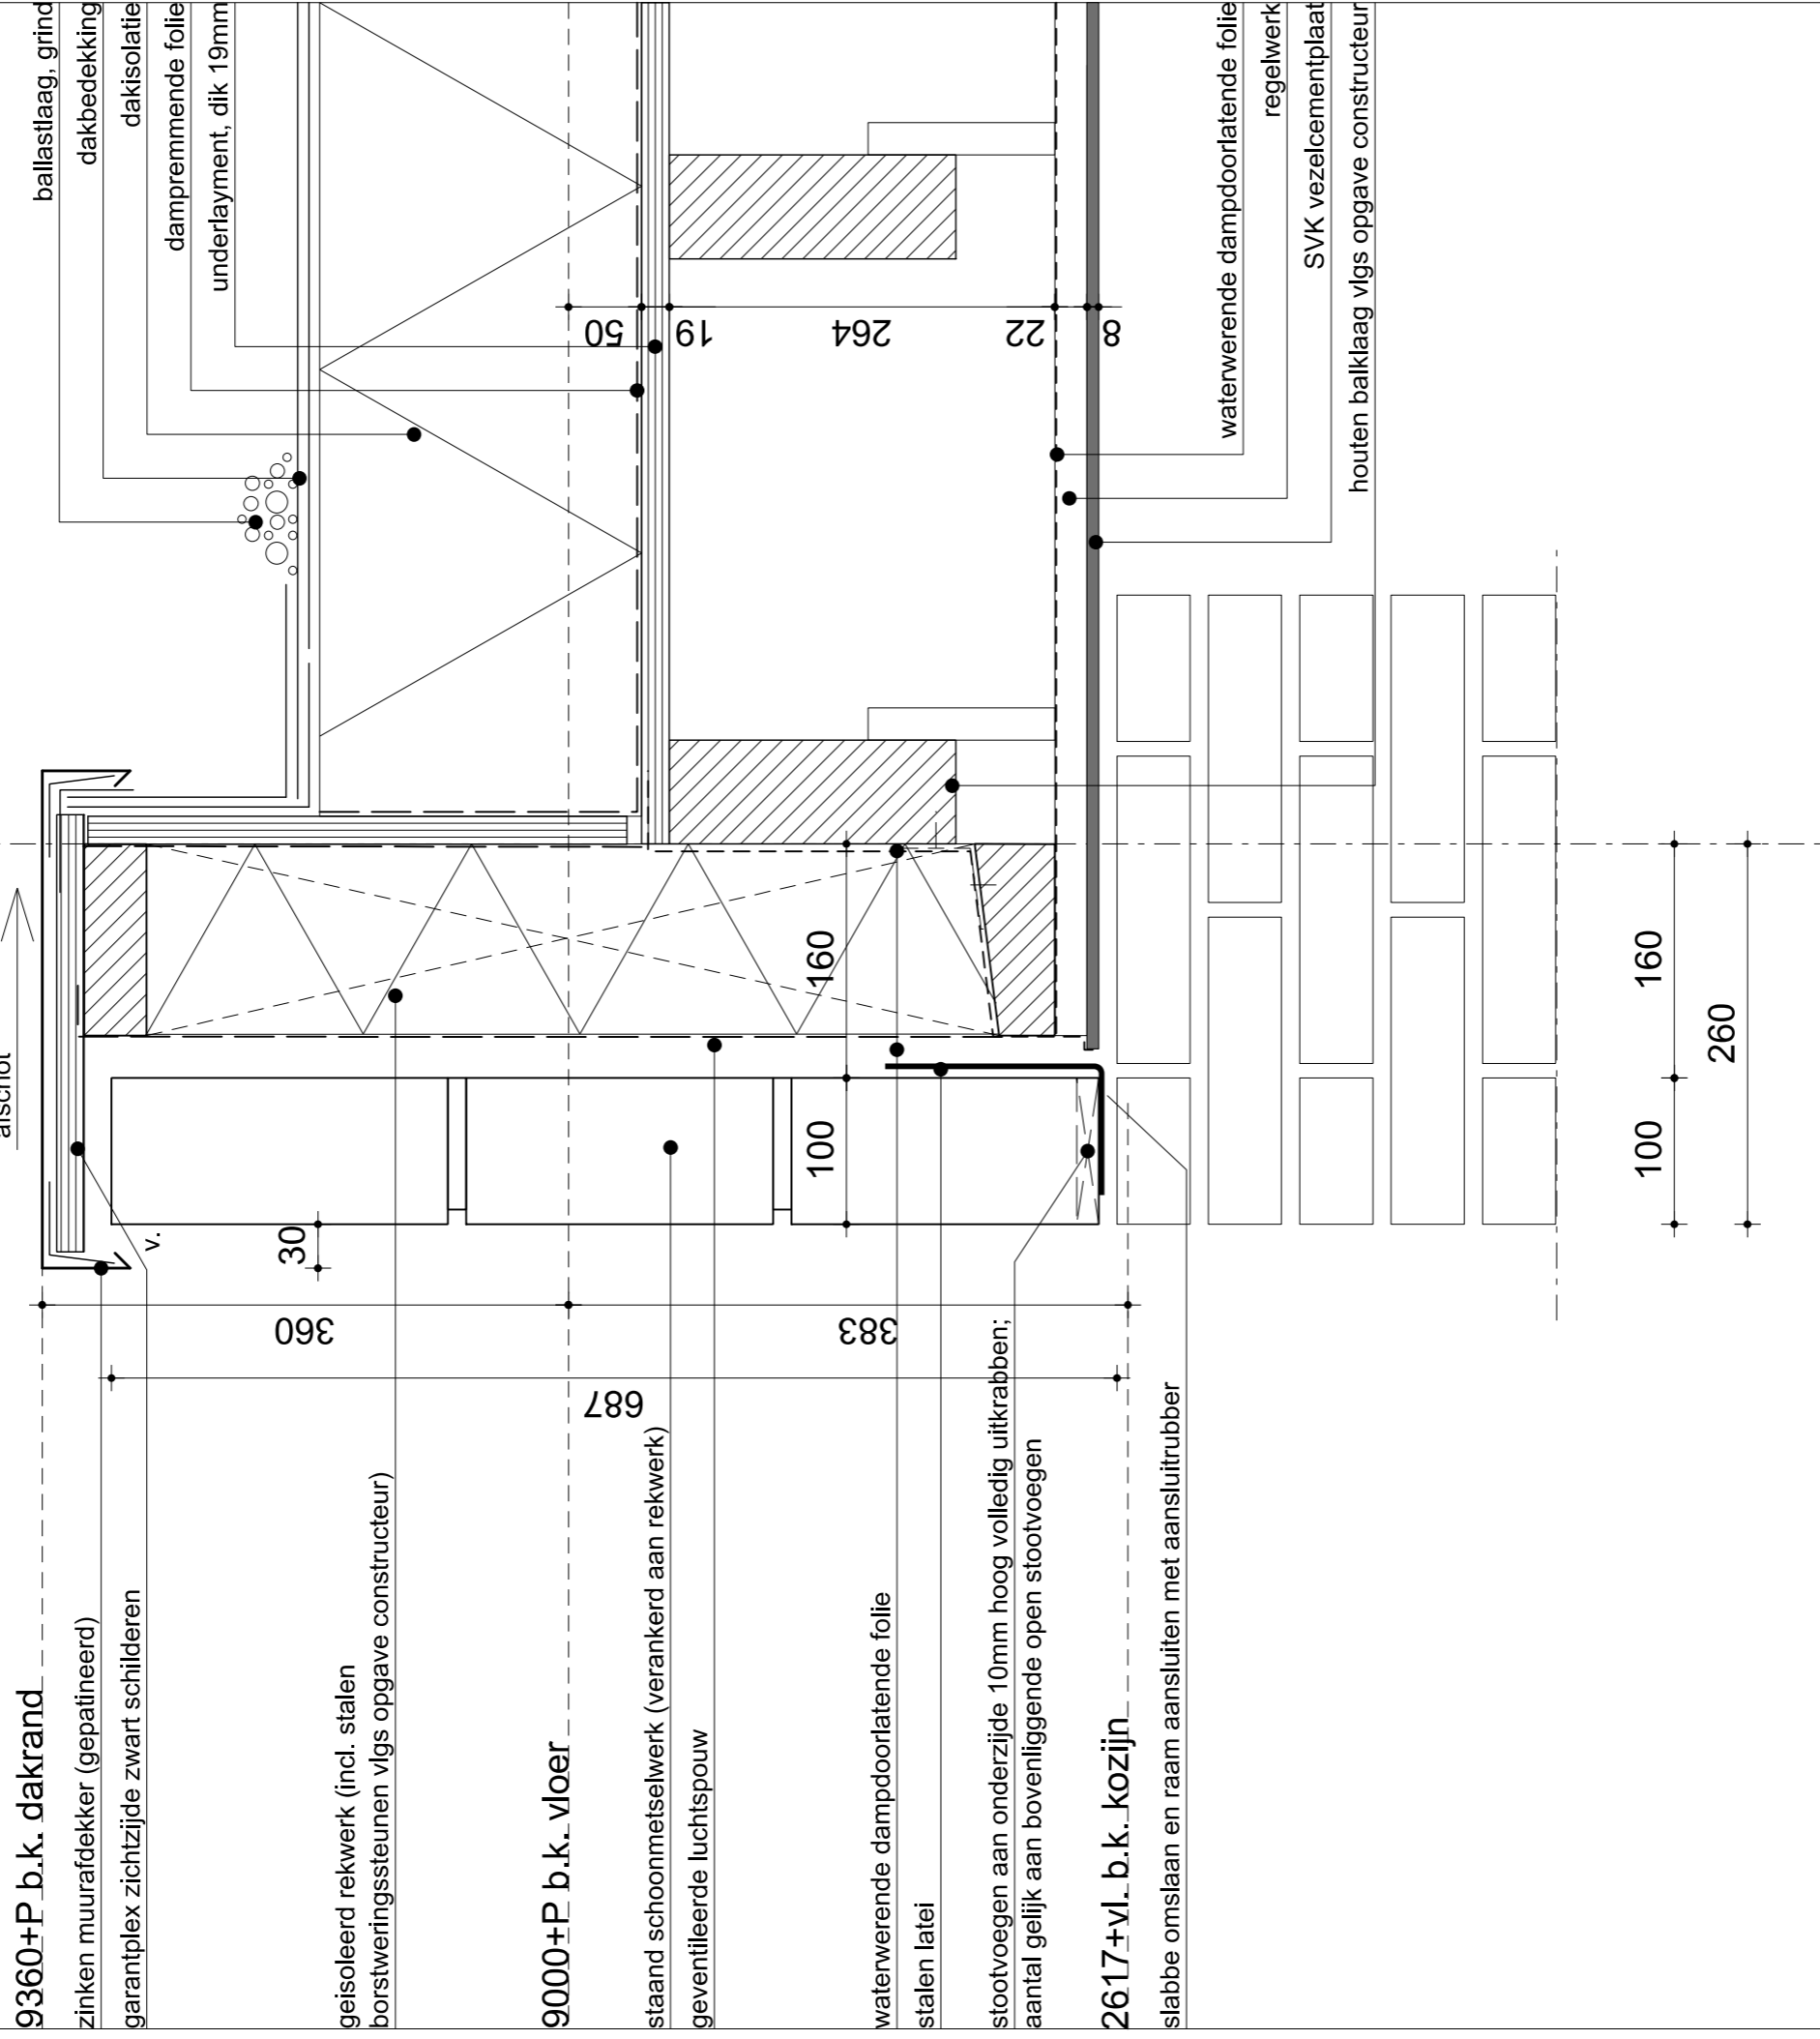 ballastlaag, grind
dakbedekking
dakisolatie
dampremmende folie
underlayment, dik 19mm
waterwerende dampdoorlatende folie
regelwerk
SVK vezelcementplaat
houten balklaag vlgs opgave constructeur
50
19
264
22
8
afschot
v.
30
160
100
160
100
260
360
383
687
9360+P b.k. dakrand
zinken muurafdekker (gepatineerd)
garantplex zichtzijde zwart schilderen
geisoleerd rekwerk (incl. stalen
borstweringssteunen vlgs opgave constructeur)
9000+P b.k. vloer
staand schoonmetselwerk (verankerd aan rekwerk)
geventileerde luchtspouw
waterwerende dampdoorlatende folie
stalen latei
stootvoegen aan onderzijde 10mm hoog volledig uitkrabben;
aantal gelijk aan bovenliggende open stootvoegen
2617+vl. b.k. kozijn
slabbe omslaan en raam aansluiten met aansluitrubber